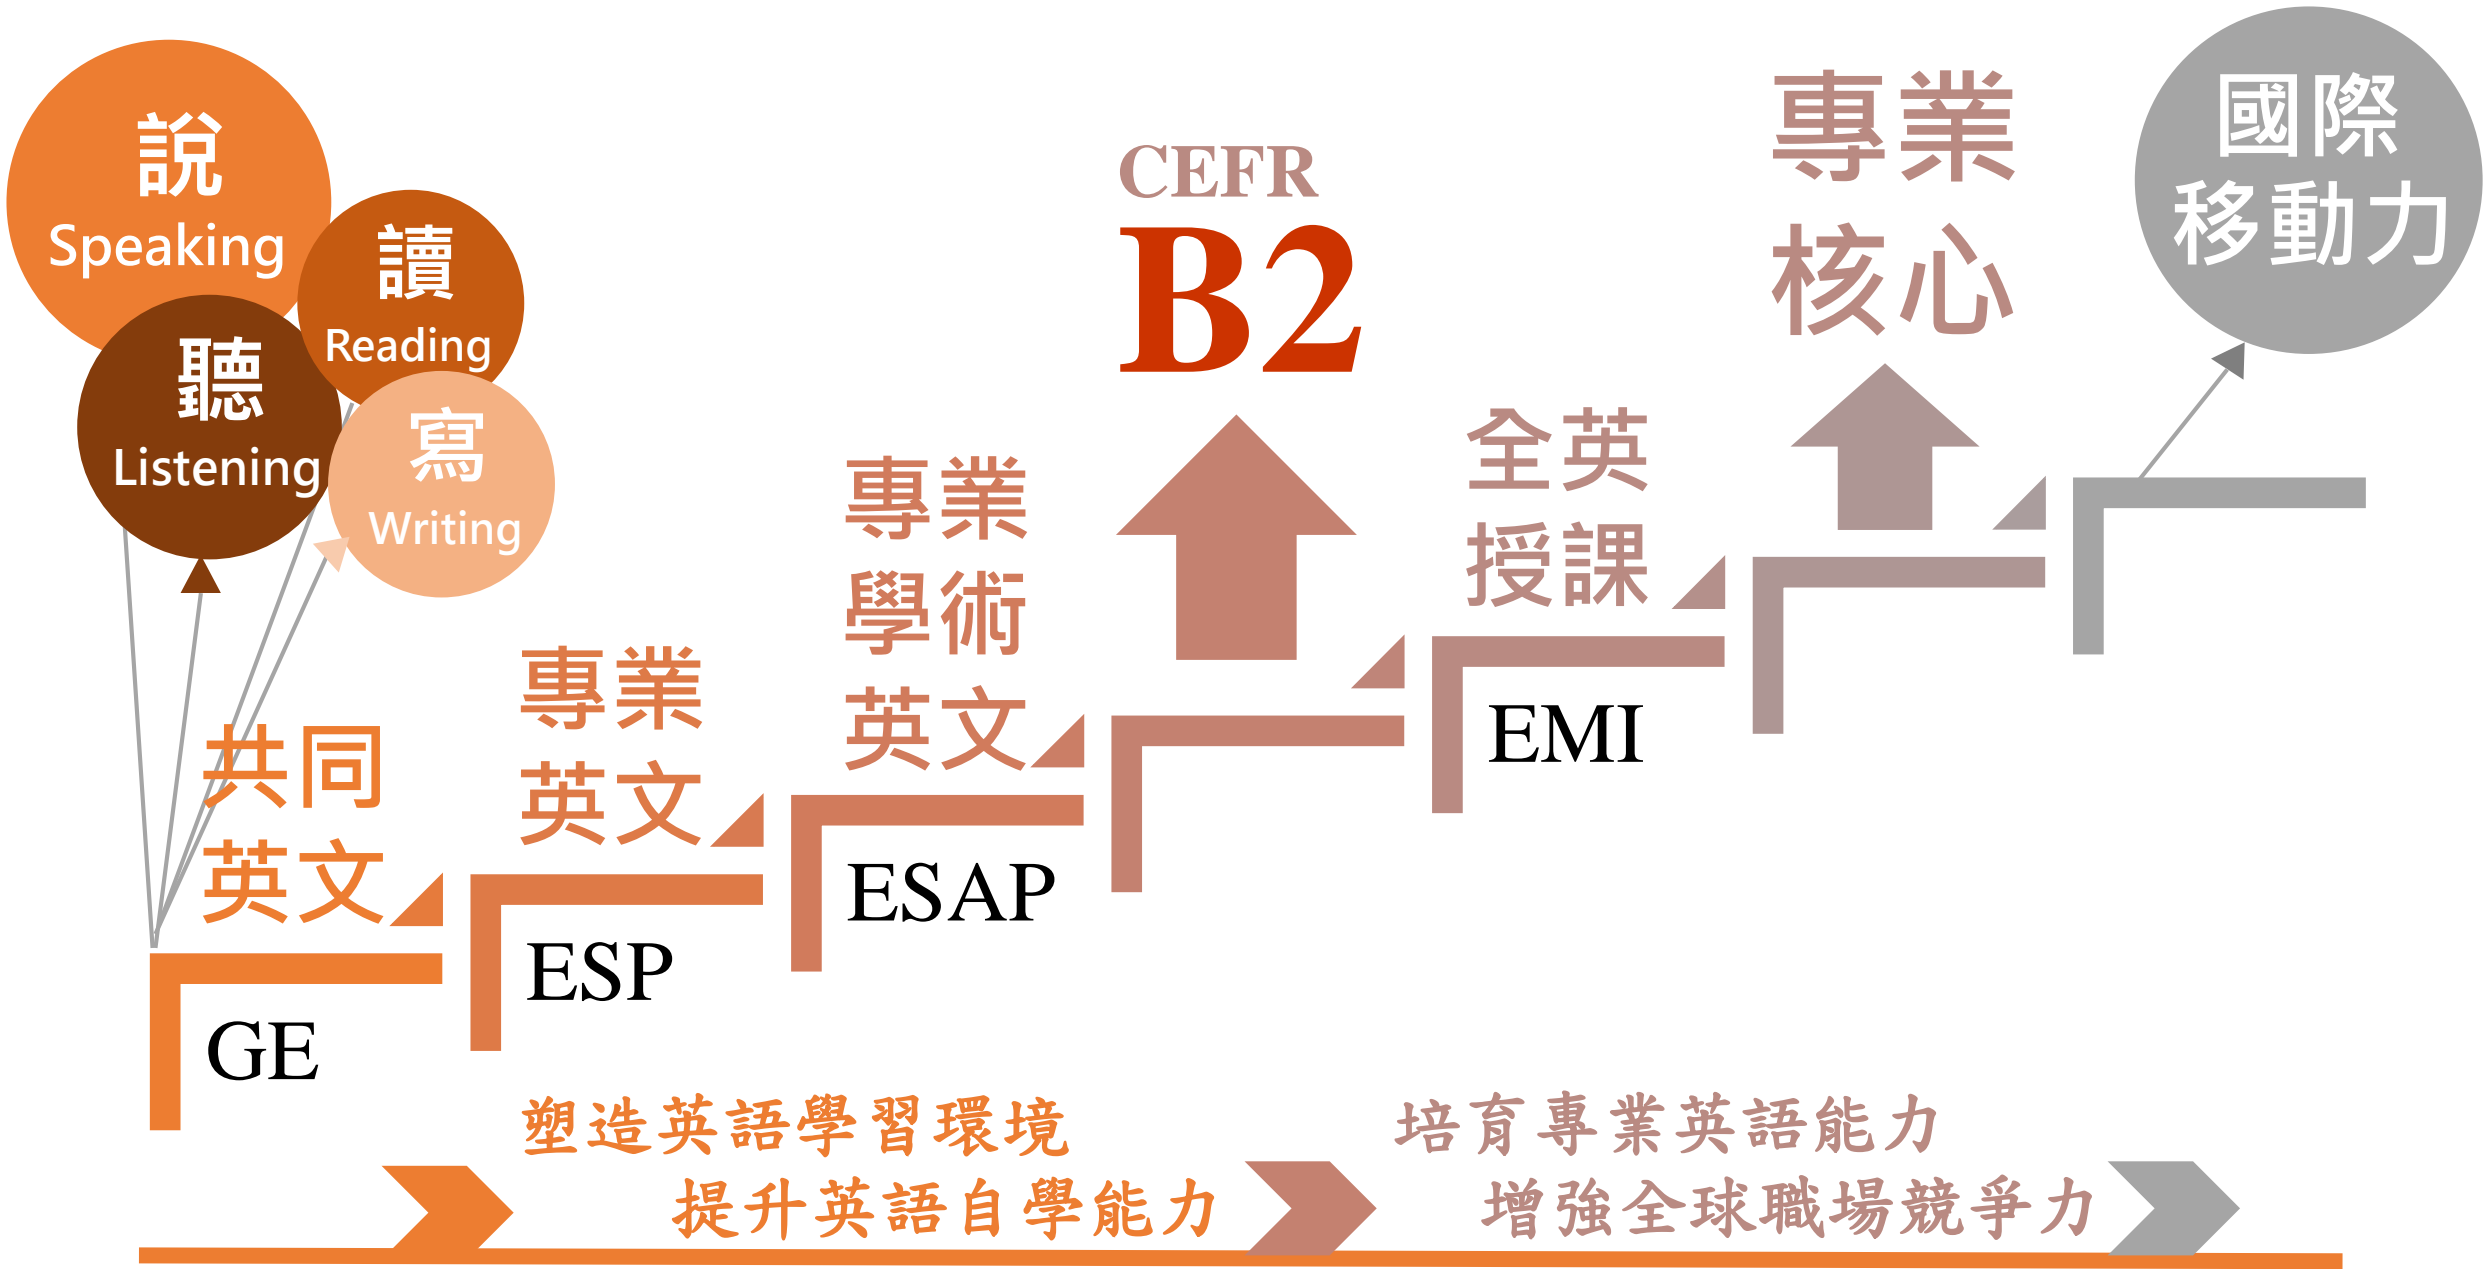 說
Speaking
讀
Reading
聽
Listening
寫
Writing
共同
英文
GE
專業
英文
ESP
專業
學術
英文
ESAP
CEFR
B2
全英
授課
EMI
專業
核心
國際
移動力
塑造英語學習環境
提升英語自學能力
培育專業英語能力
增強全球職場競爭力